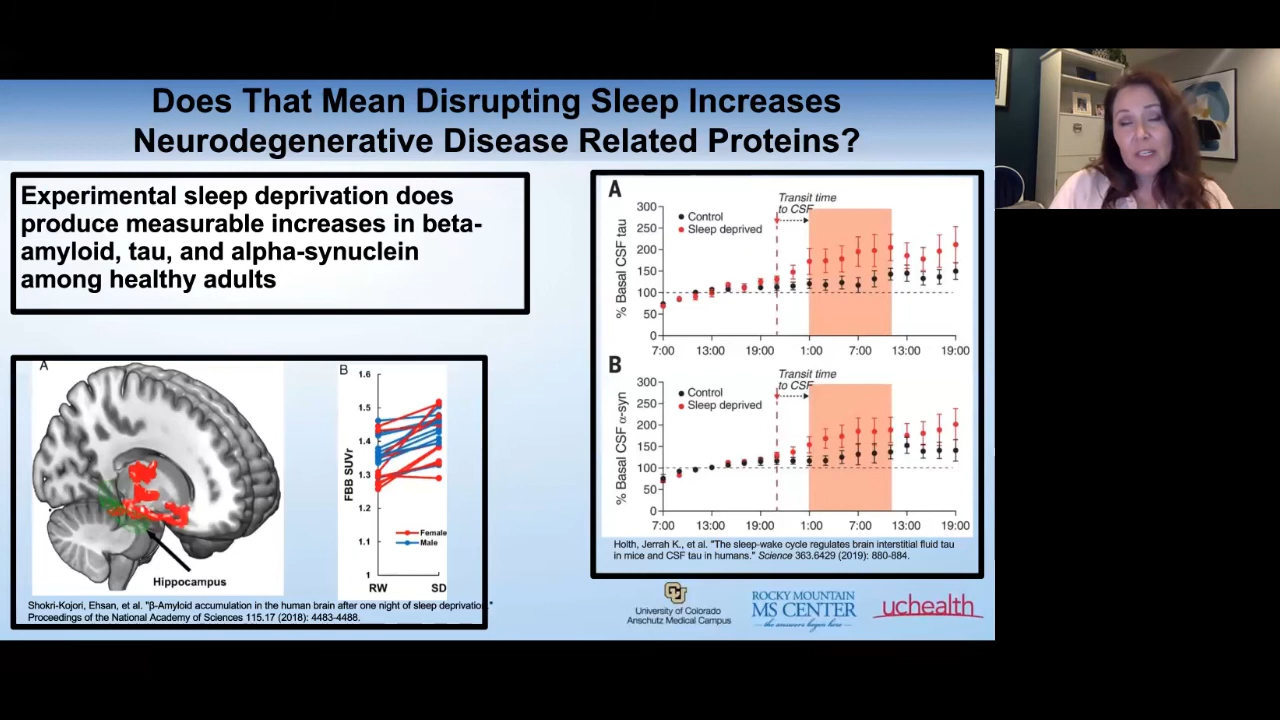 Does That Mean Disrupting Sleep Increases
Neurodegenerative Disease Related Proteins?
Experimental sleep deprivation does
produce measurable increases in beta-
amyloid, tau, and alpha-synuclein
among healthy adults
A
Hippocampus
B
FBB SUVr
1.6
1.5
1.4
1.3
1.2
1.1
1
Female
Male
RW SD
Shokri-Kojori, Ehsan, et al. "β-Amyloid accumulation in the human brain after one night of sleep deprivation."
Proceedings of the National Academy of Sciences 115.17 (2018): 4483-4488.
A
Transit time
to CSF
Control
Sleep deprived
% Basal CSF tau
300
250
200
150
100
50
0
7:00 13:00 19:00 1:00 7:00 13:00 19:00
B
Transit time
to CSF
Control
Sleep deprived
% Basal CSF α-syn
300
250
200
150
100
50
0
7:00 13:00 19:00 1:00 7:00 13:00 19:00
Holth, Jerrah K., et al. "The sleep-wake cycle regulates brain interstitial fluid tau
in mice and CSF tau in humans." Science 363.6429 (2019): 880-884.
CU
University of Colorado
Anschutz Medical Campus
ROCKY MOUNTAIN
MS CENTER
the answers begin here
uchealth